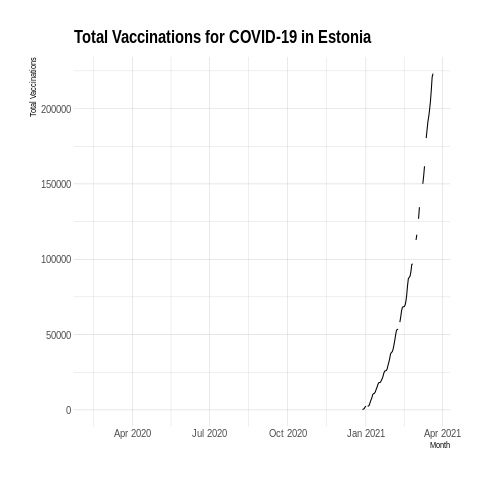 Total Vaccinations for COVID-19 in Estonia
Total Vaccinations
200000
150000
100000
50000
0
Apr 2020 Jul 2020 Oct 2020 Jan 2021 Apr 2021
Month